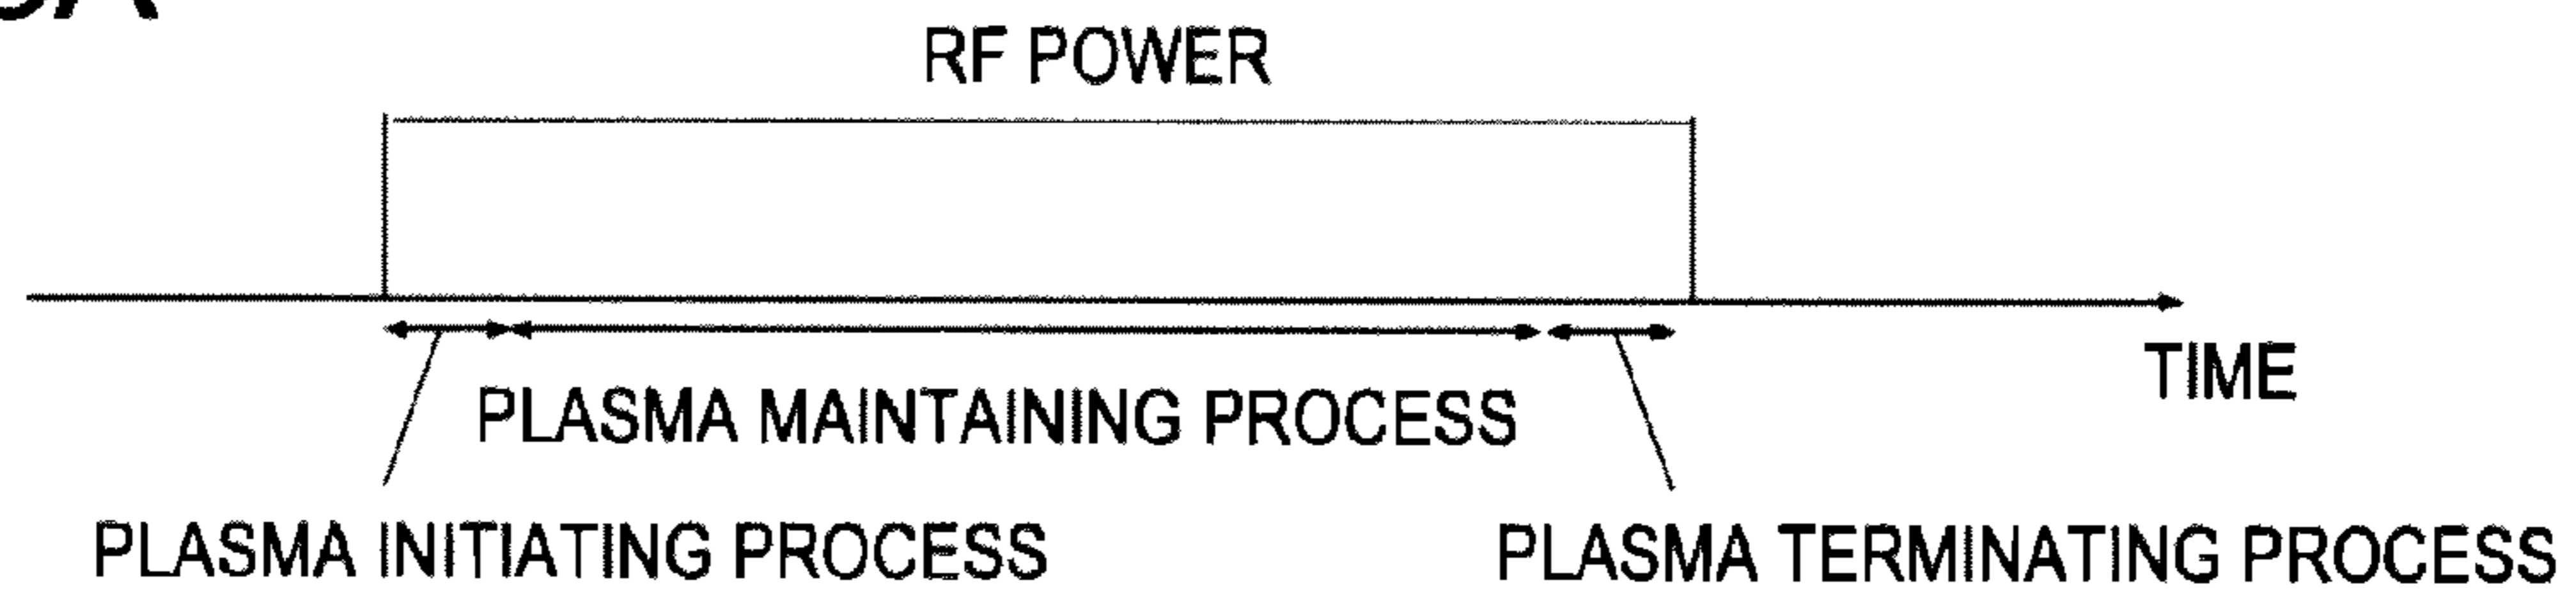 RF POWER
TIME
PLASMA MAINTAINING PROCESS
PLASMA INITIATING PROCESS
PLASMA TERMINATING PROCESS